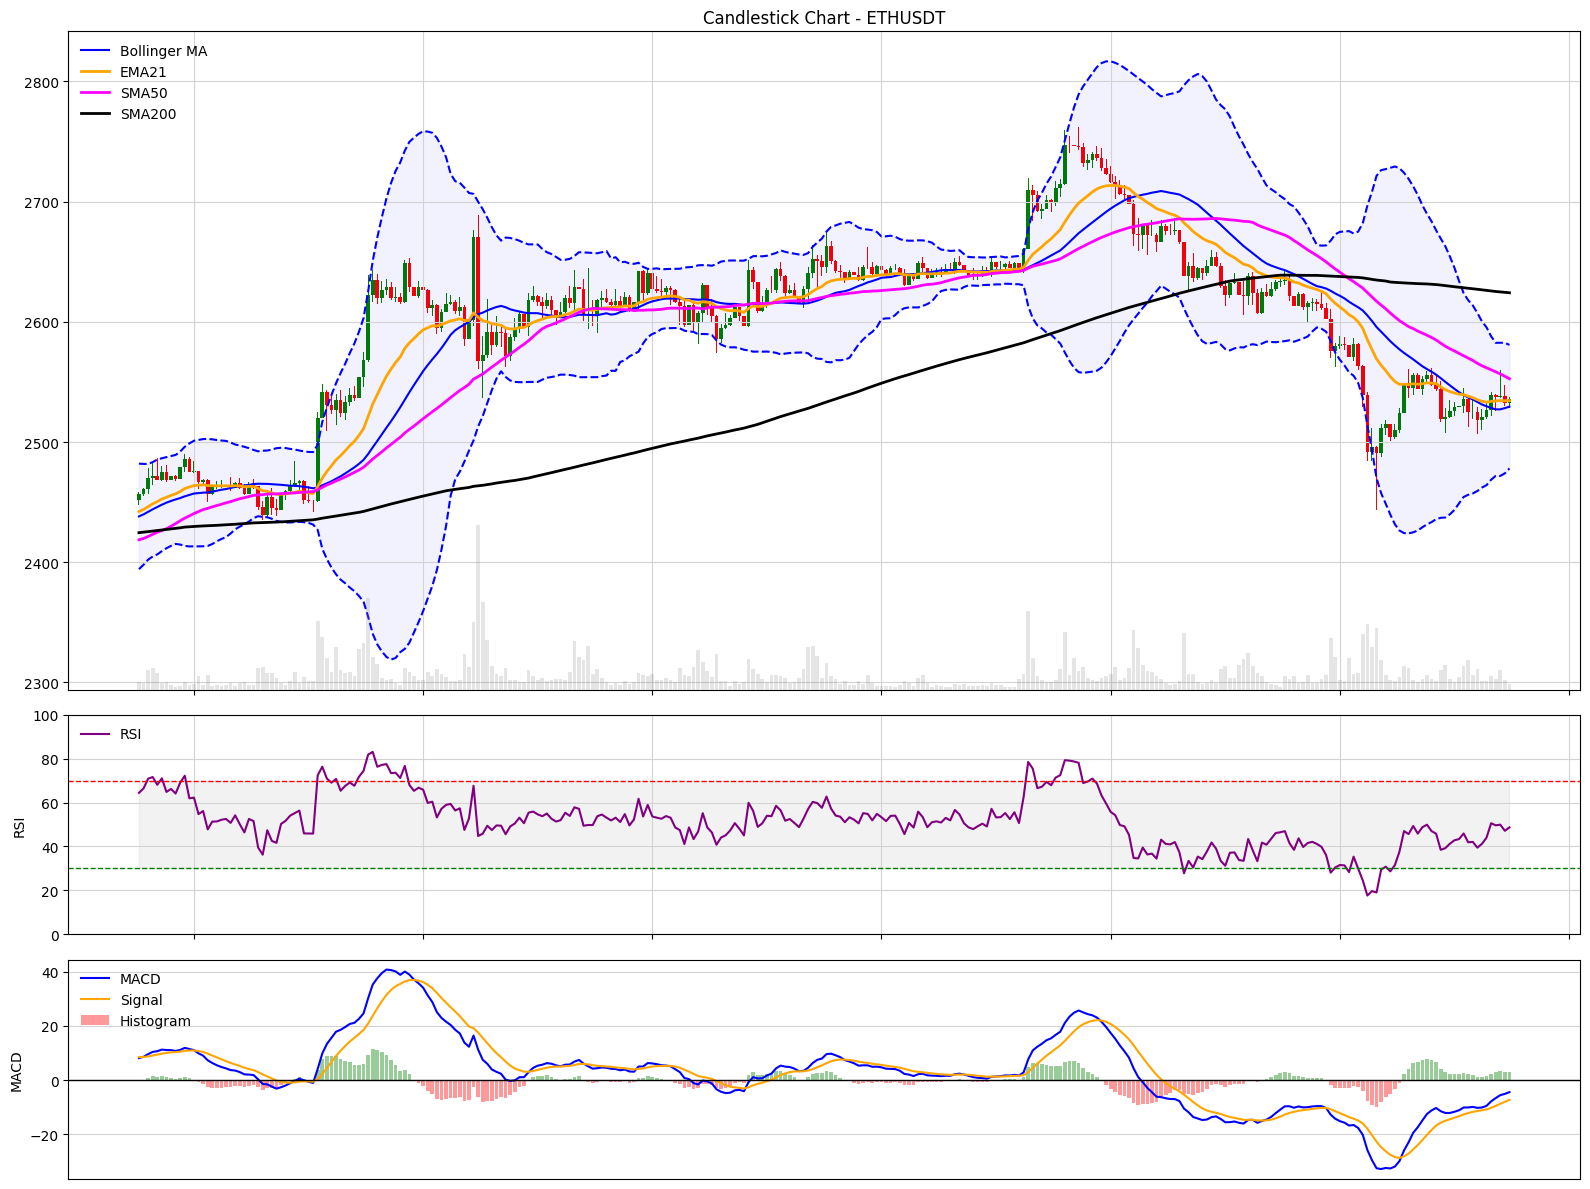 Candlestick Chart - ETHUSDT
Bollinger MA
EMA21
SMA50
SMA200
2800
2700
2600
2500
2400
2300
RSI
100
80
60
40
20
0
RSI
MACD
Signal
Histogram
40
20
0
−20
MACD